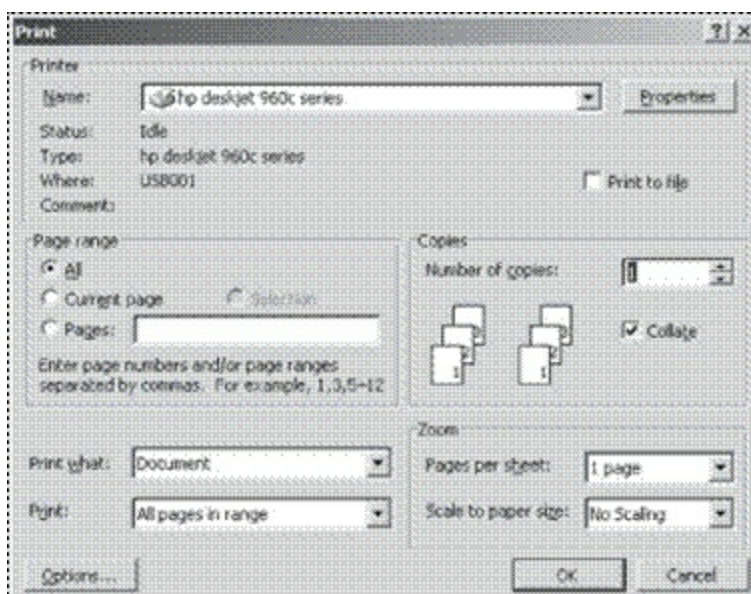 Print
Printer
Name: hp deskjet 960c series Properties
Status: Idle
Type: hp deskjet 960c series
Where: USB001 Print to file
Comment:
Page range
All
Current page Selection
Pages:
Enter page numbers and/or page ranges
separated by commas. For example, 1,3,5-12
Copies
Number of copies: 1
Collate
1 1
Print what: Document
Print: All pages in range
Zoom
Pages per sheet: 1 page
Scale to paper size: No Scaling
Options... OK Cancel